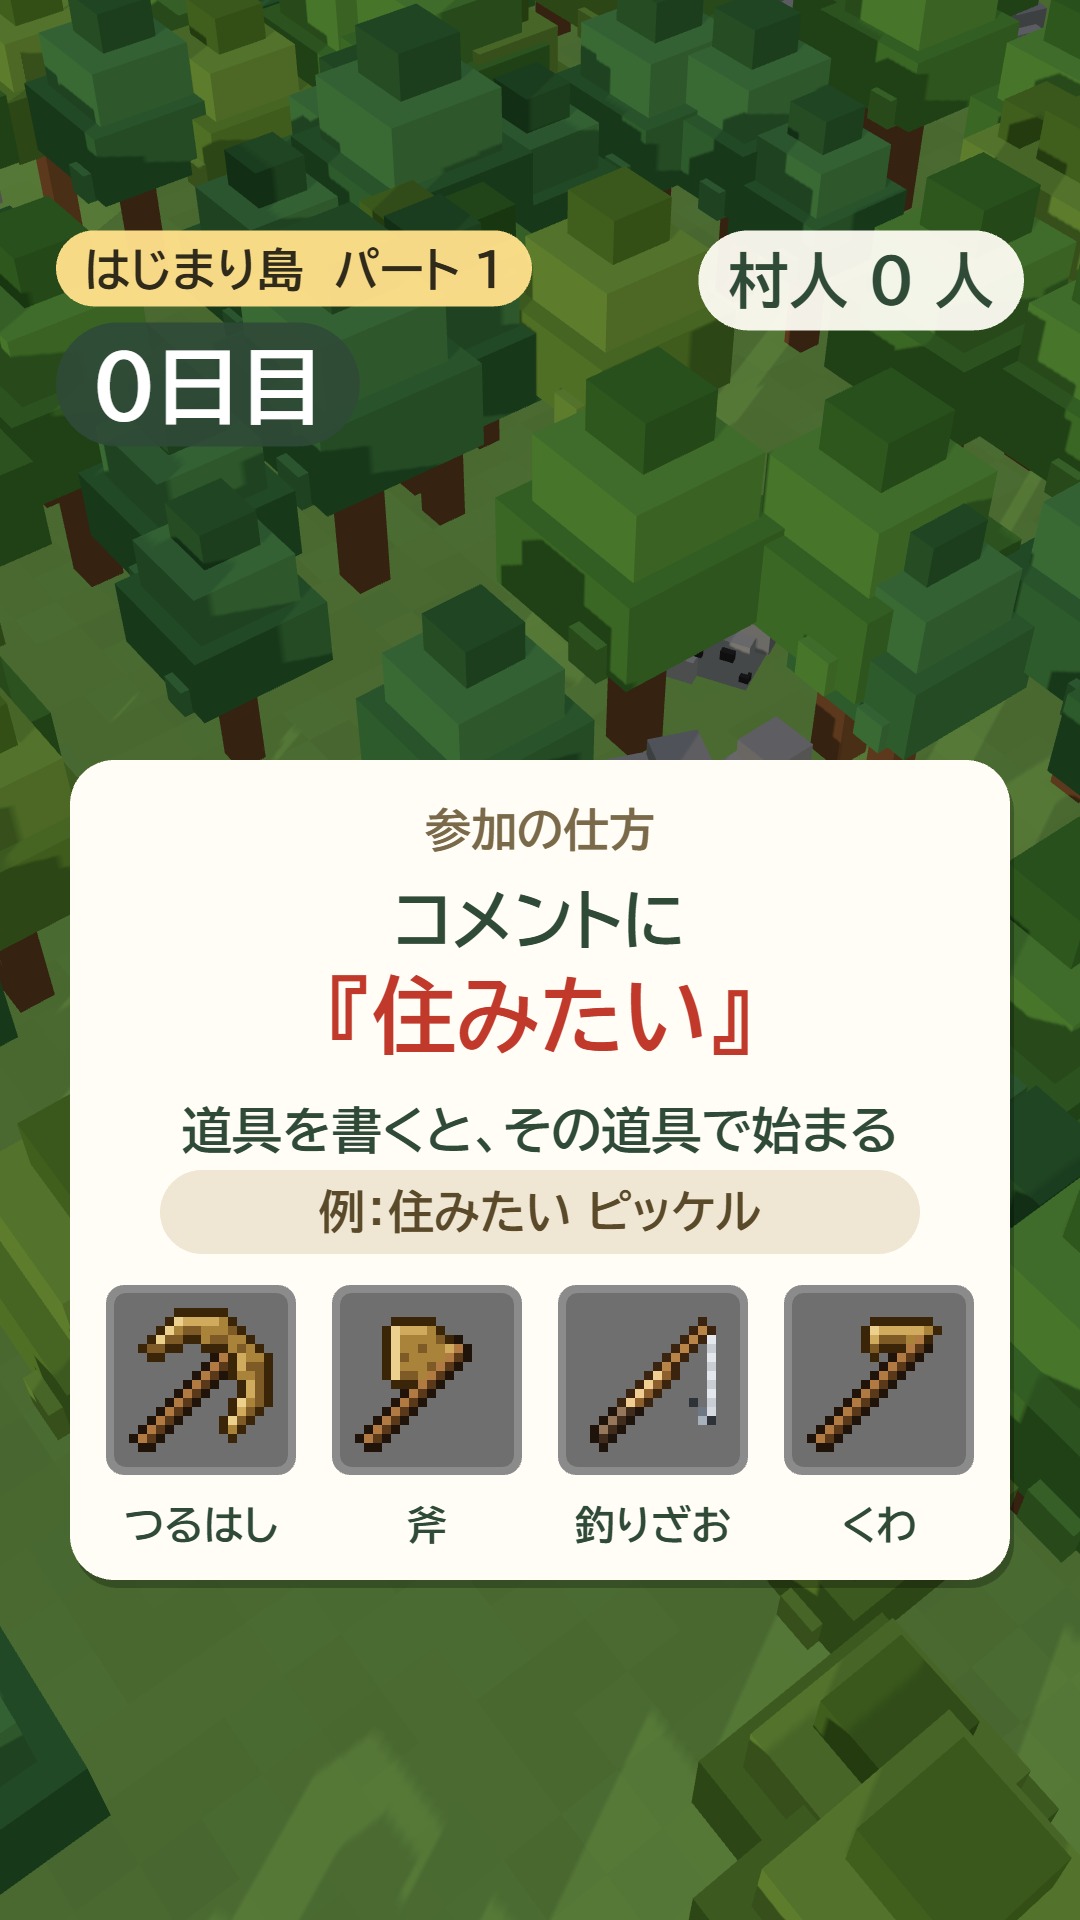 はじまり島 パート 1
村人 0 人
0日目
参加の仕方
コメントに
『住みたい』
道具を書くと、その道具で始まる
例：住みたい ピッケル
つるはし
斧
釣りざお
くわ